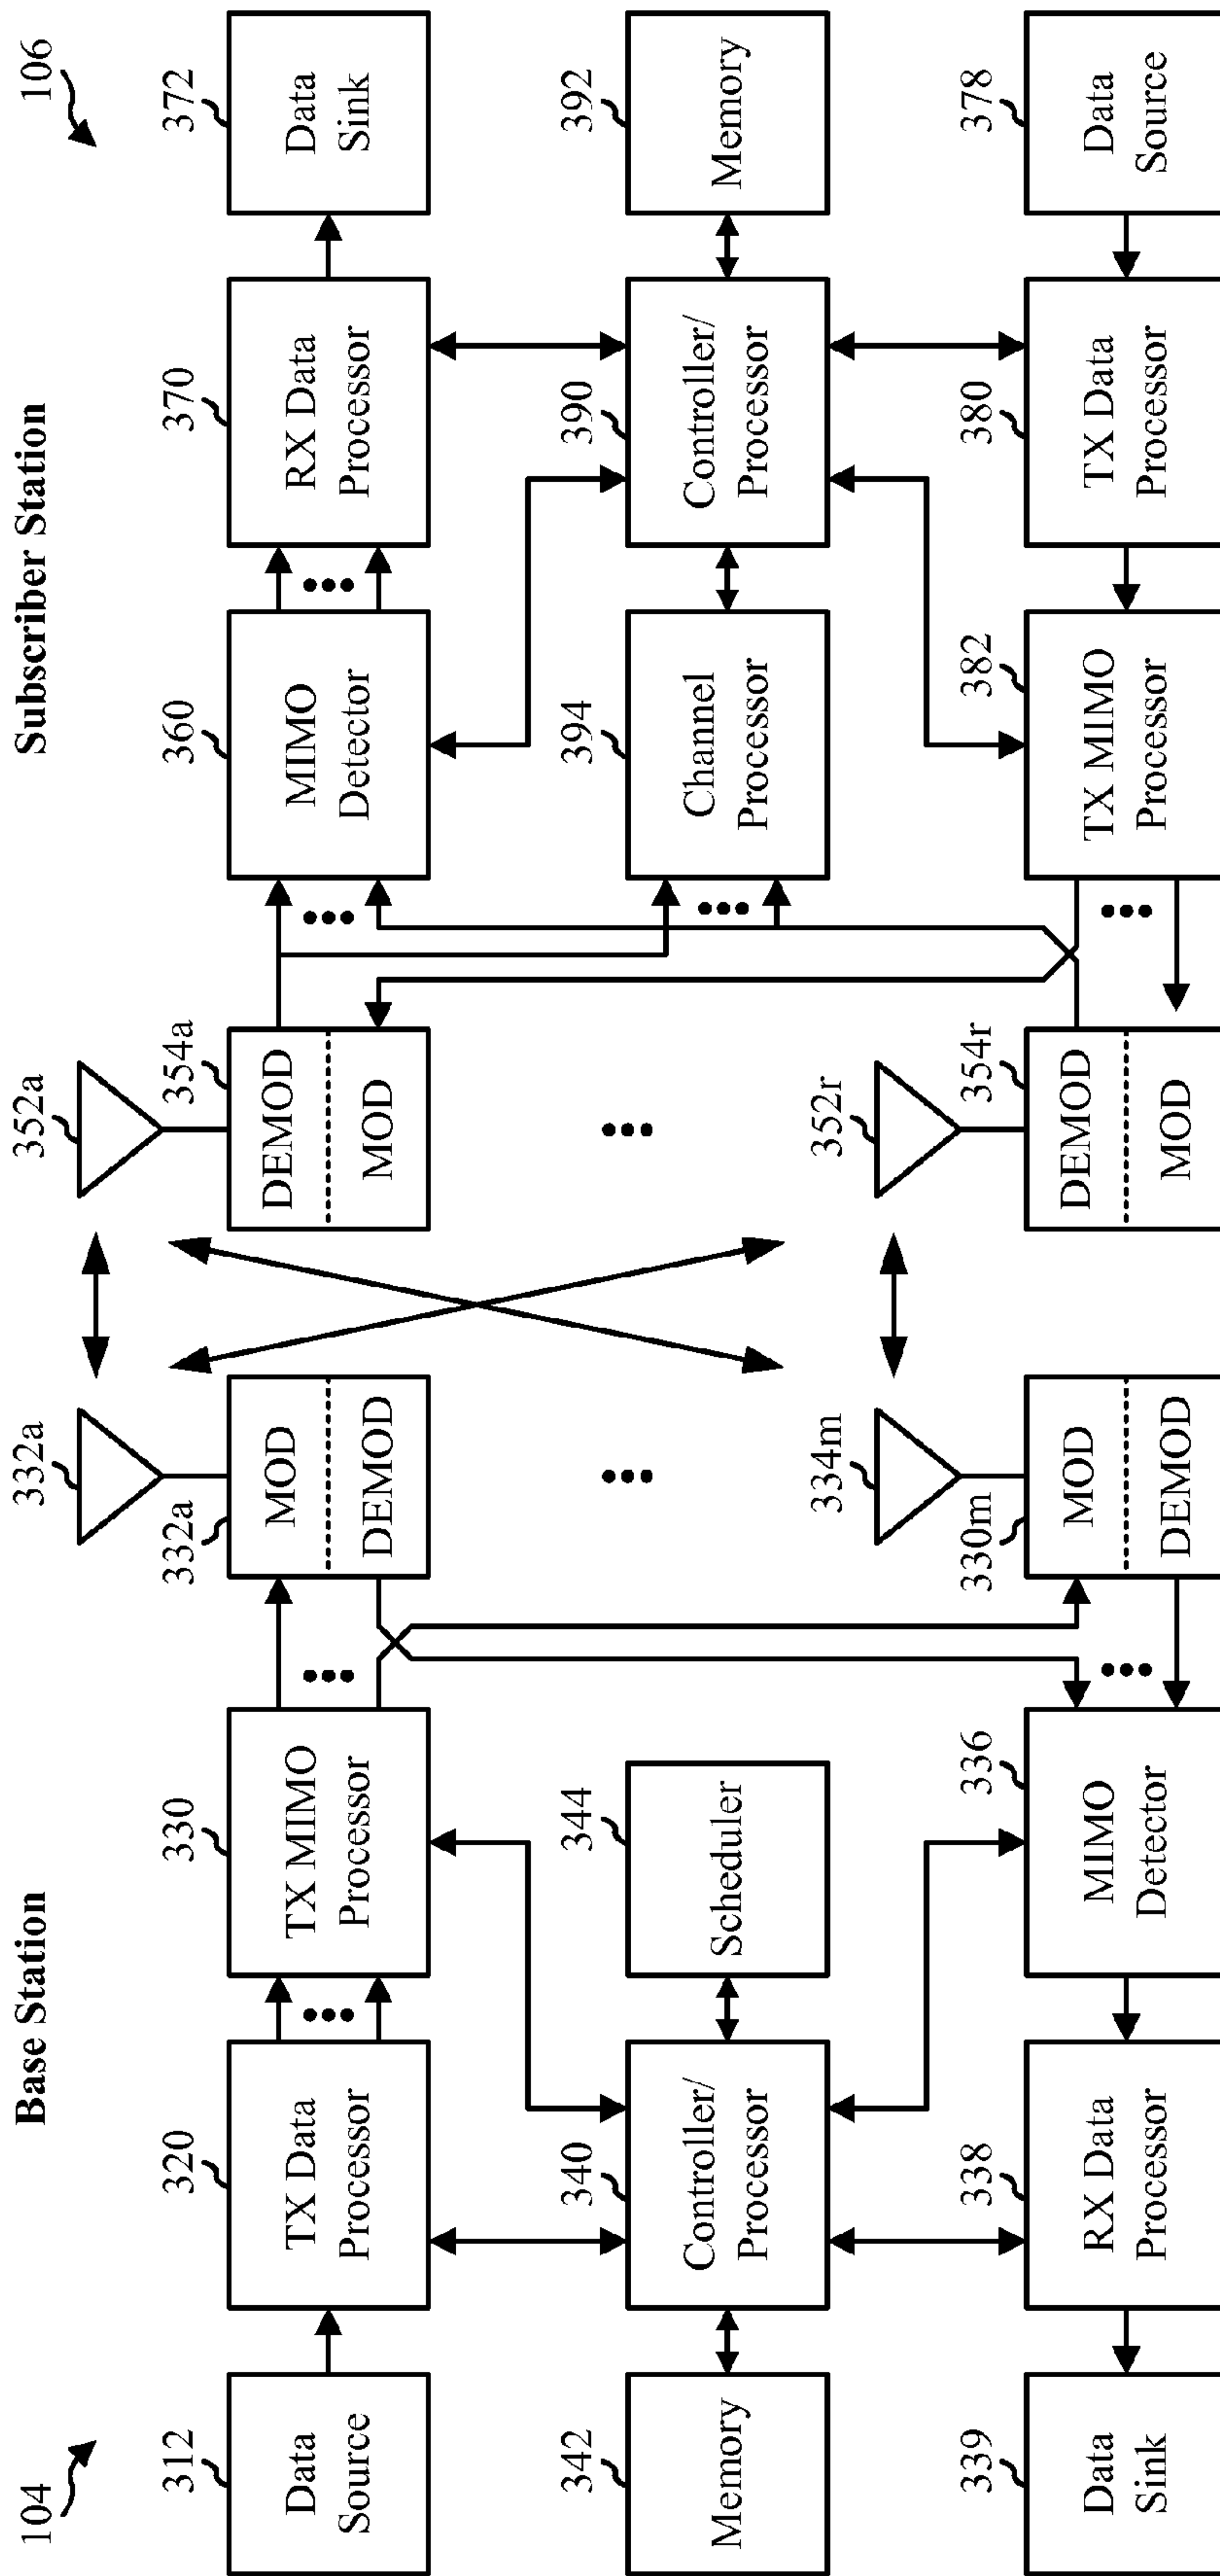 Base Station
Subscriber Station
104
106
312
Data
Source
320
TX Data
Processor
330
TX MIMO
Processor
332a
332a
MOD
DEMOD
352a
354a
DEMOD
MOD
360
MIMO
Detector
370
RX Data
Processor
372
Data
Sink
342
Memory
340
Controller/
Processor
344
Scheduler
394
Channel
Processor
390
Controller/
Processor
392
Memory
339
Data
Sink
338
RX Data
Processor
336
MIMO
Detector
334m
330m
MOD
DEMOD
352r
354r
DEMOD
MOD
382
TX MIMO
Processor
380
TX Data
Processor
378
Data
Source